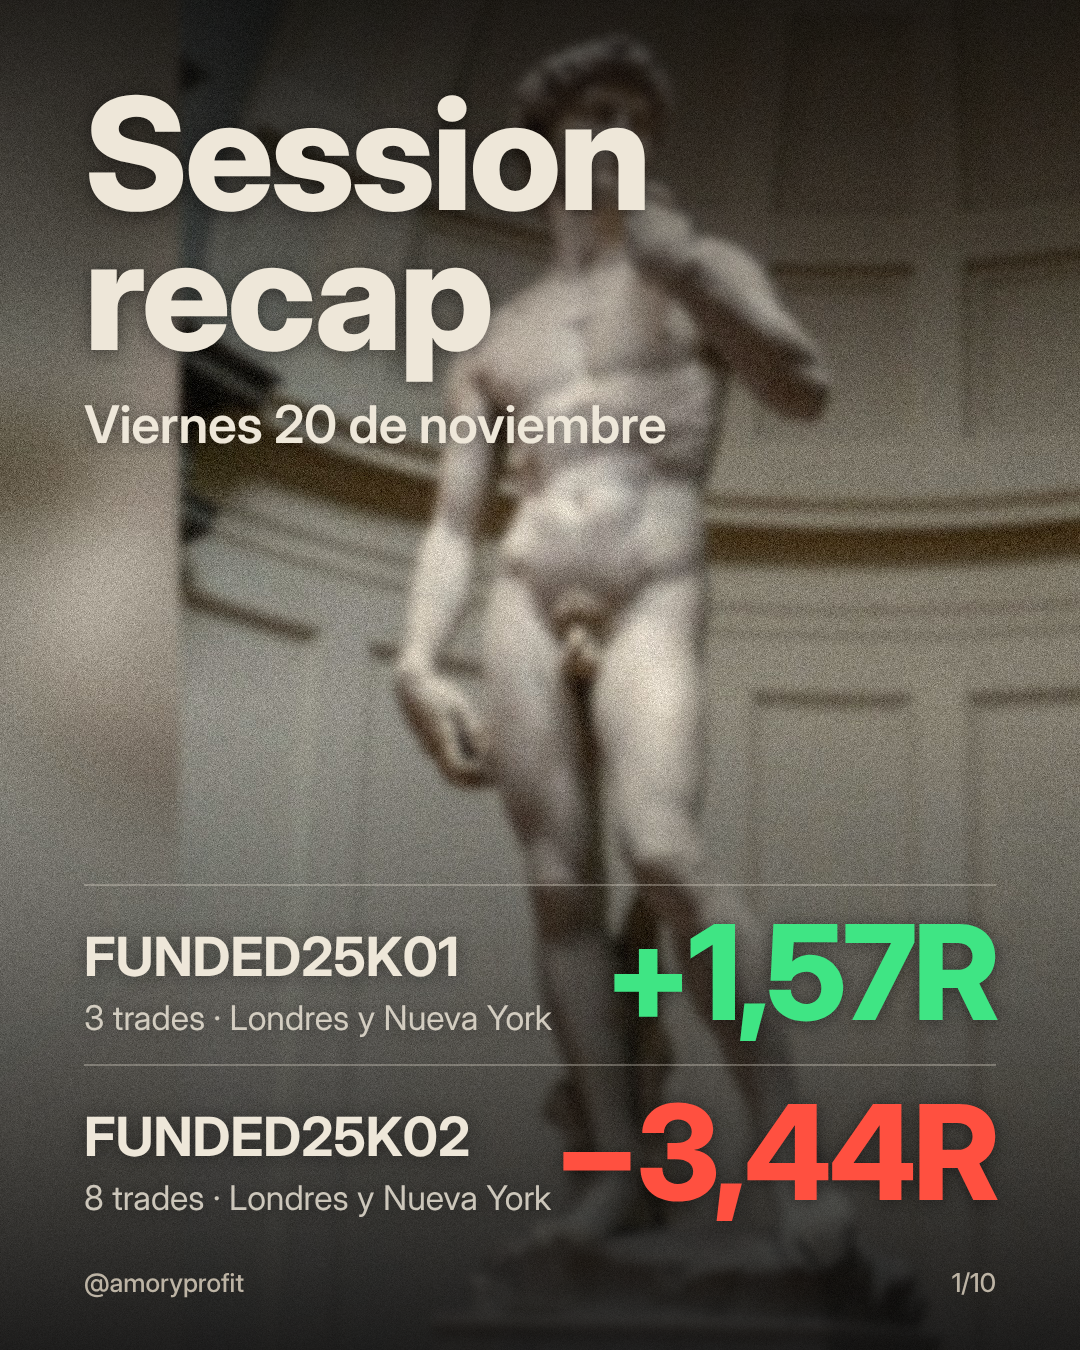 Session
recap
Viernes 20 de noviembre
FUNDED25K01
+1,57R
3 trades · Londres y Nueva York
FUNDED25K02
−3,44R
8 trades · Londres y Nueva York
@amoryprofit
1/10